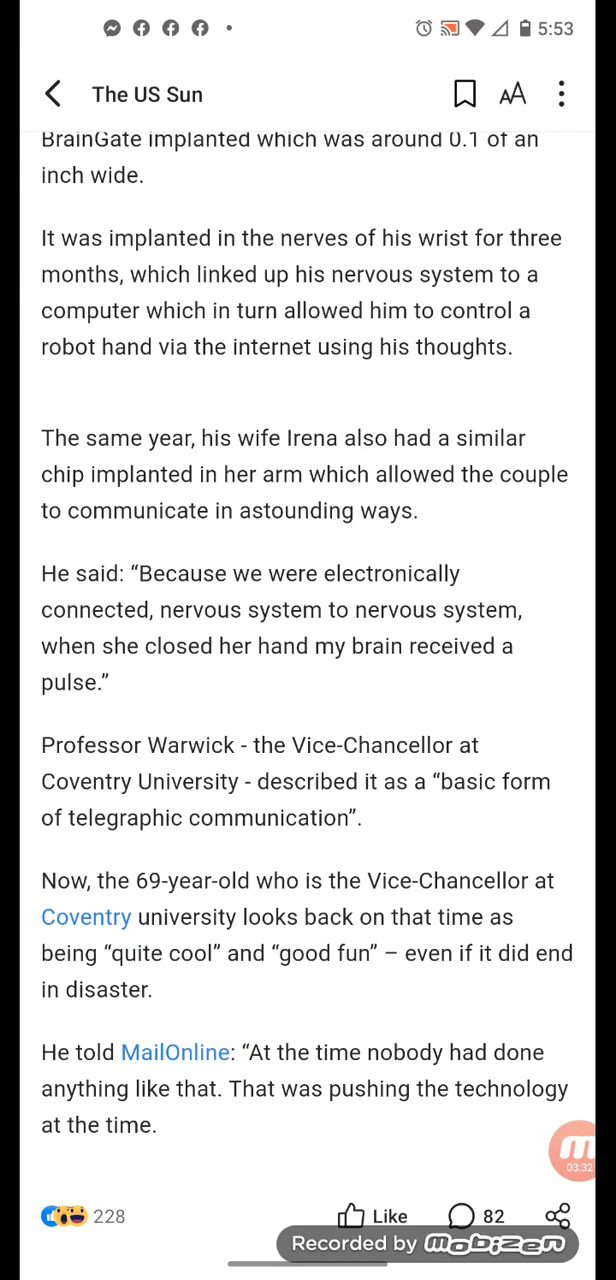 5:53
The US Sun
AA
BrainGate implanted which was around 0.1 of an
inch wide.
It was implanted in the nerves of his wrist for three
months, which linked up his nervous system to a
computer which in turn allowed him to control a
robot hand via the internet using his thoughts.
The same year, his wife Irena also had a similar
chip implanted in her arm which allowed the couple
to communicate in astounding ways.
He said: “Because we were electronically
connected, nervous system to nervous system,
when she closed her hand my brain received a
pulse.”
Professor Warwick - the Vice-Chancellor at
Coventry University - described it as a “basic form
of telegraphic communication”.
Now, the 69-year-old who is the Vice-Chancellor at
Coventry university looks back on that time as
being “quite cool” and “good fun” – even if it did end
in disaster.
He told MailOnline: “At the time nobody had done
anything like that. That was pushing the technology
at the time.
m
03:32
228
Like
82
Recorded by mobizen